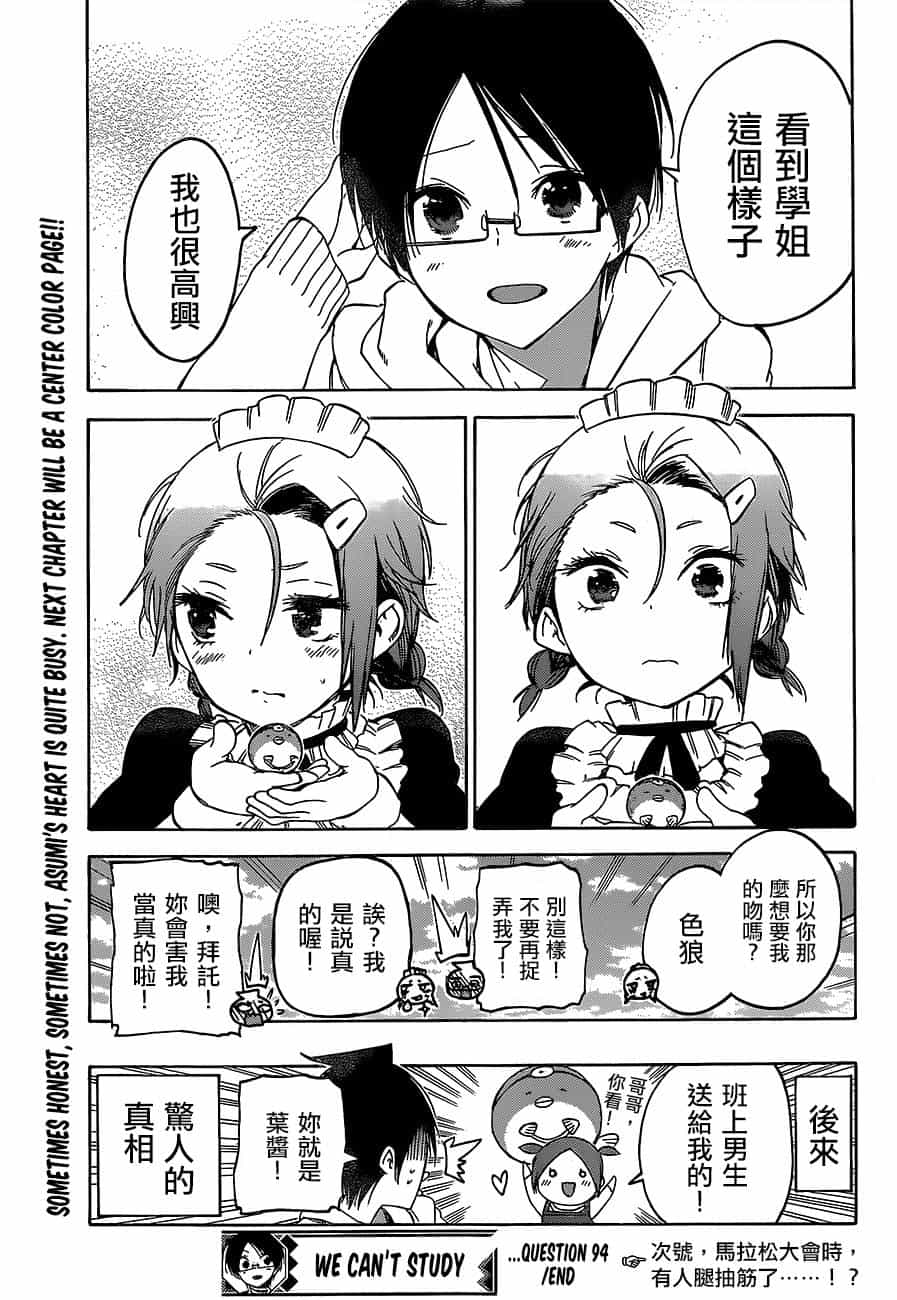 看到學姐
這個樣子
我也很高興
所以你那
麼想要我
的吻嗎？
色狼
別這樣！
不要再捉
弄我了！
誒？我
是説真
的喔！
噢，拜託！
妳會害我
當真的啦！
後來
班上男生
送給我的！
哥哥，
你看！
妳就是
葉醬！
驚人的
真相
SOMETIMES HONEST, SOMETIMES NOT, ASUMI'S HEART IS QUITE BUSY. NEXT CHAPTER WILL BE A CENTER COLOR PAGE!!
WE CAN'T STUDY
...QUESTION 94
/END
☞次號，馬拉松大會時，
有人腿抽筋了……！？